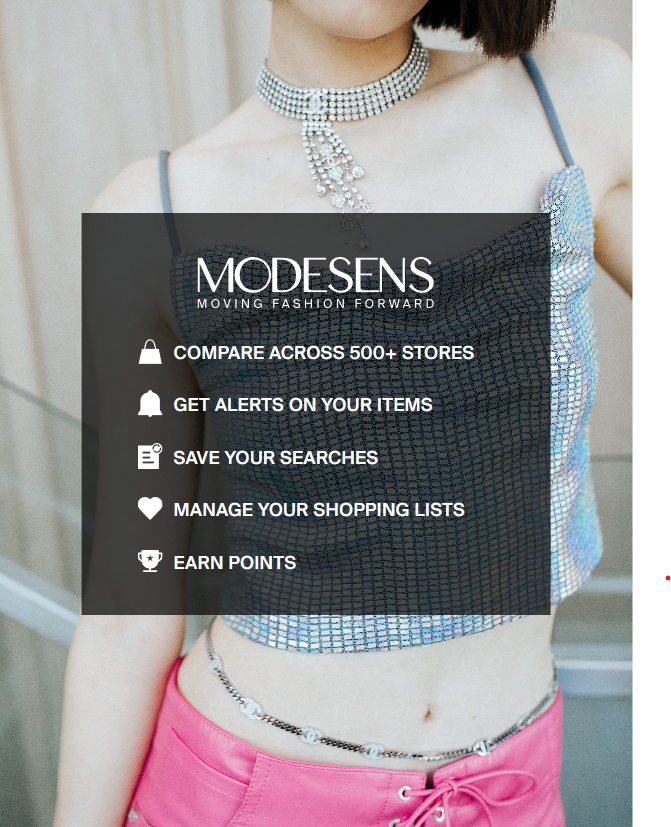 MODESENS
MOVING FASHION FORWARD
COMPARE ACROSS 500+ STORES
GET ALERTS ON YOUR ITEMS
SAVE YOUR SEARCHES
MANAGE YOUR SHOPPING LISTS
EARN POINTS